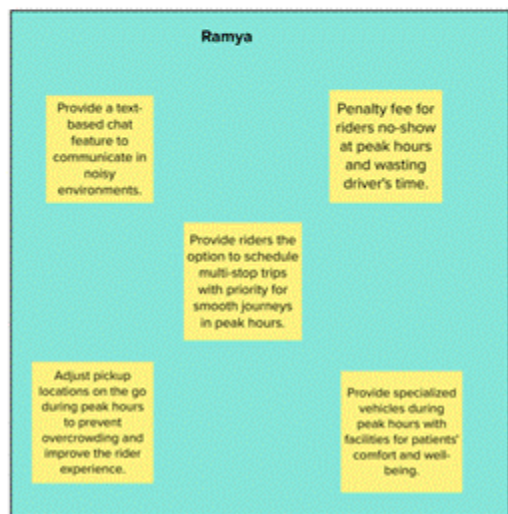 Ramya
Provide a text-
based chat
feature to
communicate in
noisy
environments.
Penalty fee for
riders no-show
at peak hours
and wasting
driver's time.
Provide riders the
option to schedule
multi-stop trips
with priority for
smooth journeys
in peak hours.
Adjust pickup
locations on the go
during peak hours
to prevent
overcrowding and
improve the rider
experience.
Provide specialized
vehicles during
peak hours with
facilities for patients'
comfort and well-
being.